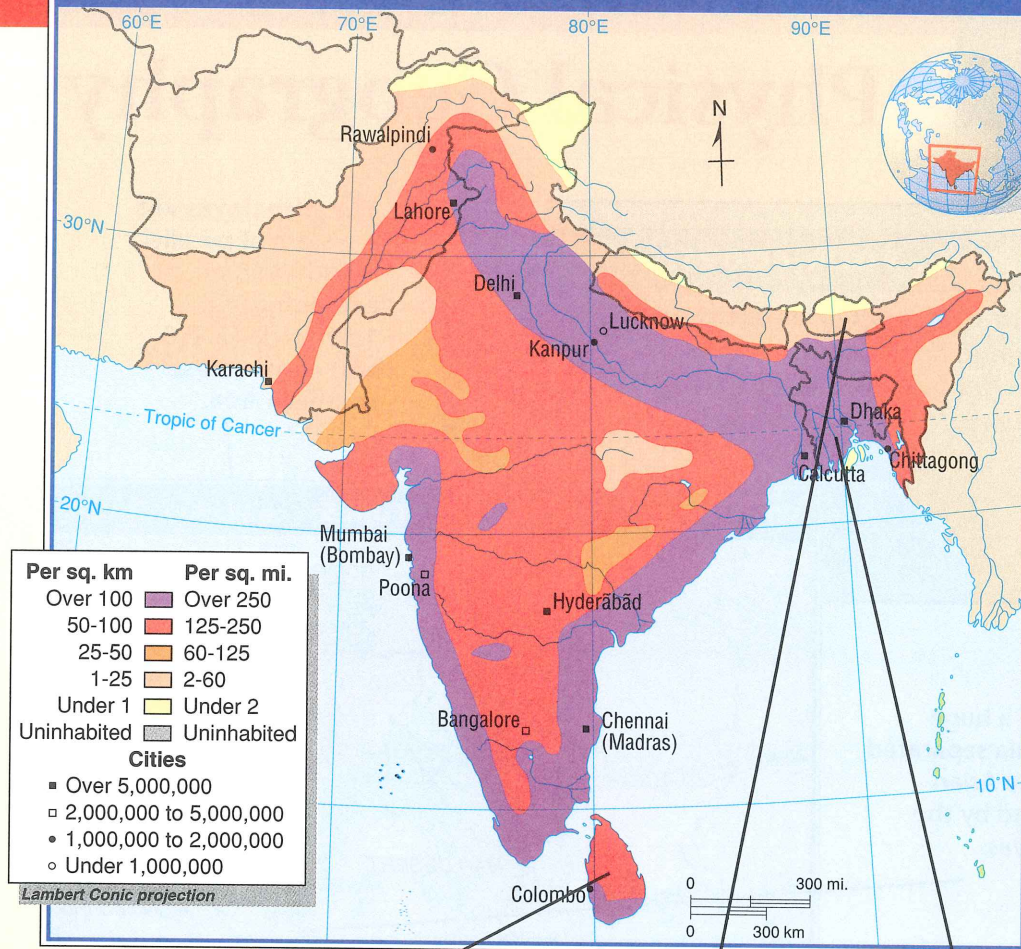 60°E
70°E
80°E
90°E
N
Rawalpindi
Lahore
30°N
Delhi
Lucknow
Kanpur
Karachi
Dhaka
Tropic of Cancer
Chittagong
Calcutta
20°N
Mumbai
(Bombay)
Poona
Hyderãbãd
Bangalore
Chennai
(Madras)
10°N
Colombo
0 300 mi.
0 300 km
Per sq. km Per sq. mi.
Over 100 Over 250
50-100 125-250
25-50 60-125
1-25 2-60
Under 1 Under 2
Uninhabited Uninhabited
Cities
Over 5,000,000
2,000,000 to 5,000,000
1,000,000 to 2,000,000
Under 1,000,000
Lambert Conic projection